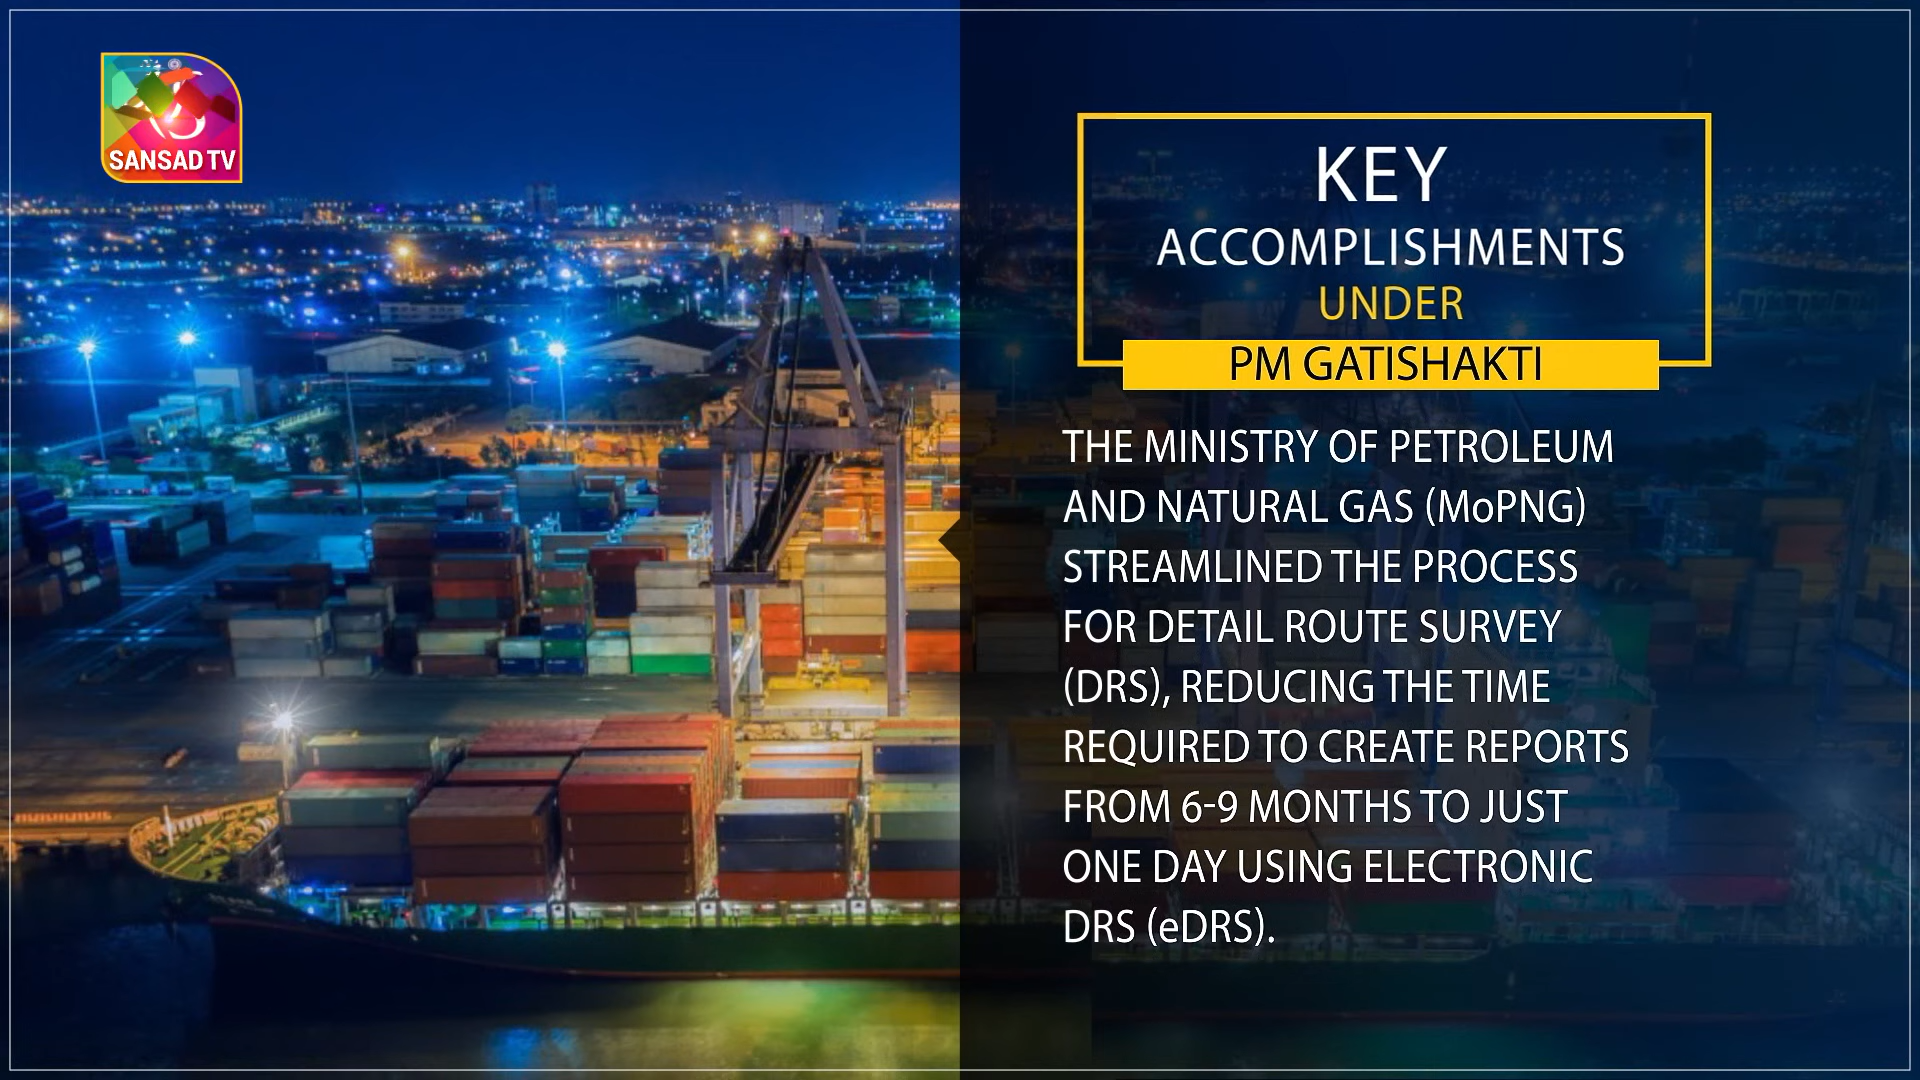 SANSAD TV
KEY
ACCOMPLISHMENTS
UNDER
PM GATISHAKTI
THE MINISTRY OF PETROLEUM
AND NATURAL GAS (MoPNG)
STREAMLINED THE PROCESS
FOR DETAIL ROUTE SURVEY
(DRS), REDUCING THE TIME
REQUIRED TO CREATE REPORTS
FROM 6-9 MONTHS TO JUST
ONE DAY USING ELECTRONIC
DRS (eDRS).